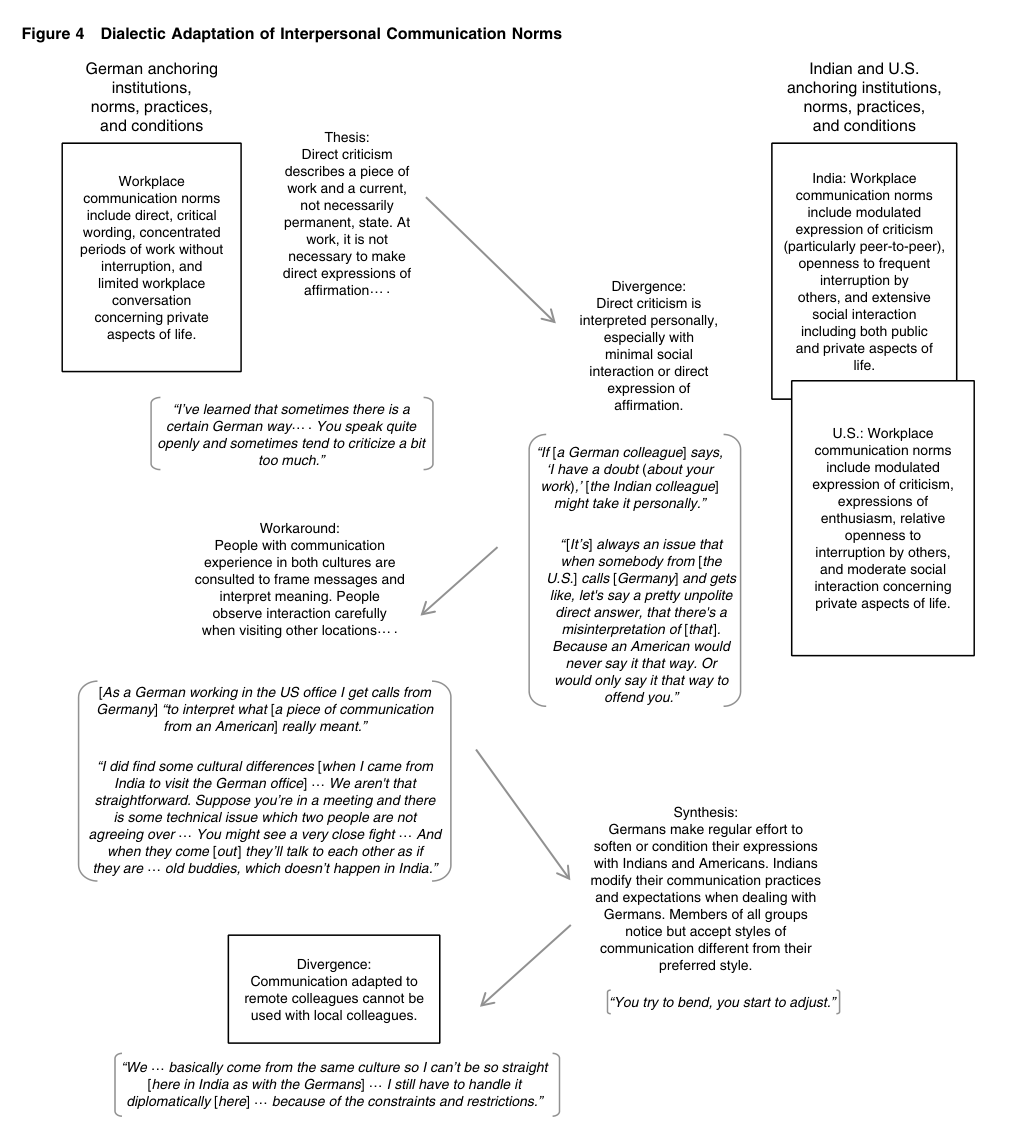 Figure 4 Dialectic Adaptation of Interpersonal Communication Norms
German anchoring
institutions,
norms, practices,
and conditions
Workplace
communication norms
include direct, critical
wording, concentrated
periods of work without
interruption, and
limited workplace
conversation
concerning private
aspects of life.
Thesis:
Direct criticism
describes a piece of
work and a current,
not necessarily
permanent, state. At
work, it is not
necessary to make
direct expressions of
affirmation··· .
Indian and U.S.
anchoring institutions,
norms, practices,
and conditions
India: Workplace
communication norms
include modulated
expression of criticism
(particularly peer-to-peer),
openness to frequent
interruption by
others, and extensive
social interaction
including both public
and private aspects of
life.
U.S.: Workplace
communication norms
include modulated
expression of criticism,
expressions of
enthusiasm, relative
openness to
interruption by others,
and moderate social
interaction concerning
private aspects of life.
Divergence:
Direct criticism is
interpreted personally,
especially with
minimal social
interaction or direct
expression of
affirmation.
“I’ve learned that sometimes there is a
certain German way··· . You speak quite
openly and sometimes tend to criticize a bit
too much.”
“If [a German colleague] says,
‘I have a doubt (about your
work),’ [the Indian colleague]
might take it personally.”
“[It’s] always an issue that
when somebody from [the
U.S.] calls [Germany] and gets
like, let's say a pretty unpolite
direct answer, that there's a
misinterpretation of [that].
Because an American would
never say it that way. Or
would only say it that way to
offend you.”
Workaround:
People with communication
experience in both cultures are
consulted to frame messages and
interpret meaning. People
observe interaction carefully
when visiting other locations··· .
[As a German working in the US office I get calls from
Germany] “to interpret what [a piece of communication
from an American] really meant.”
“I did find some cultural differences [when I came from
India to visit the German office] ··· We aren't that
straightforward. Suppose you’re in a meeting and there
is some technical issue which two people are not
agreeing over ··· You might see a very close fight ··· And
when they come [out] they’ll talk to each other as if
they are ··· old buddies, which doesn’t happen in India.”
Synthesis:
Germans make regular effort to
soften or condition their expressions
with Indians and Americans. Indians
modify their communication practices
and expectations when dealing with
Germans. Members of all groups
notice but accept styles of
communication different from their
preferred style.
“You try to bend, you start to adjust.”
Divergence:
Communication adapted to
remote colleagues cannot be
used with local colleagues.
“We ··· basically come from the same culture so I can’t be so straight
[here in India as with the Germans] ··· I still have to handle it
diplomatically [here] ··· because of the constraints and restrictions.”